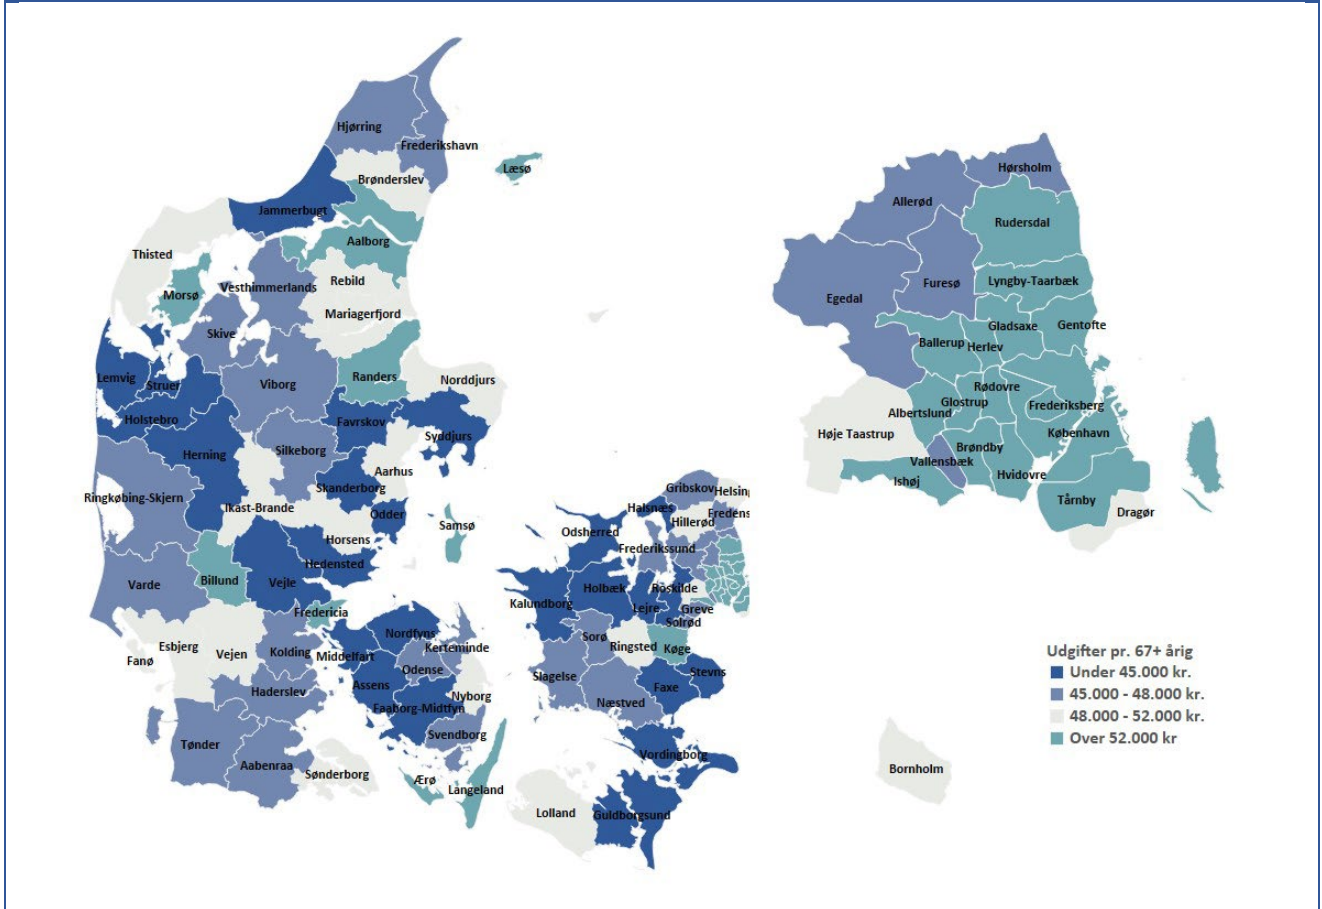 Hjørring
Frederikshavn
Læsø
Brønderslev
Jammerbugt
Aalborg
Thisted
Rebild
Morsø
Vesthimmerlands
Mariagerfjord
Skive
Lemvig
Struer
Viborg
Randers
Norddjurs
Holstebro
Favrskov
Syddjurs
Herning
Silkeborg
Aarhus
Skanderborg
Ringkøbing-Skjern
Ikast-Brande
Odder
Samsø
Horsens
Hedensted
Billund
Vejle
Varde
Fredericia
Esbjerg
Fanø
Vejen
Kolding
Middelfart
Nordfyns
Kerteminde
Odense
Assens
Nyborg
Haderslev
Faaborg-Midtfyn
Svendborg
Tønder
Aabenraa
Sønderborg
Ærø
Langeland
Gribskov
Helsing
Halsnæs
Hillerød
Fredens
Odsherred
Frederikssund
Kalundborg
Holbæk
Roskilde
Lejre
Greve
Solrød
Sorø
Ringsted
Køge
Slagelse
Stevns
Faxe
Næstved
Vordingborg
Lolland
Guldborgsund
Hørsholm
Allerød
Rudersdal
Egedal
Furesø
Lyngby-Taarbæk
Gladsaxe
Gentofte
Ballerup
Herlev
Rødovre
Glostrup
Frederiksberg
Albertslund
Høje Taastrup
København
Brøndby
Vallensbæk
Ishøj
Hvidovre
Tårnby
Dragør
Udgifter pr. 67+ årig
Under 45.000 kr.
45.000 - 48.000 kr.
48.000 - 52.000 kr.
Over 52.000 kr
Bornholm